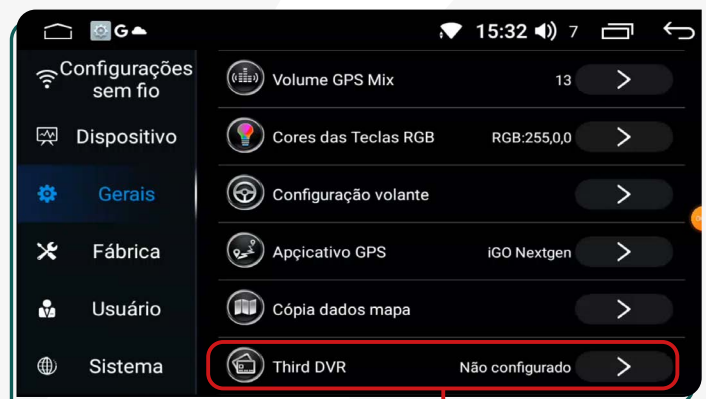 G 15:32 7
Configurações
sem fio
Dispositivo
Gerais
Fábrica
Usuário
Sistema
Volume GPS Mix 13
Cores das Teclas RGB RGB:255,0,0
Configuração volante
Apçicativo GPS iGO Nextgen
Cópia dados mapa
Third DVR Não configurado